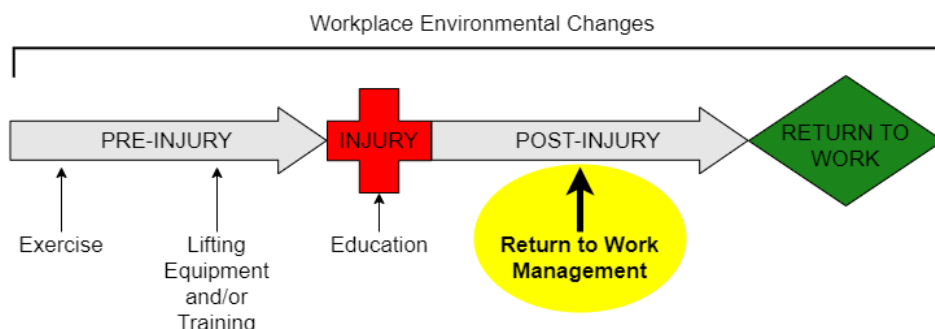 Workplace Environmental Changes
PRE-INJURY
INJURY
POST-INJURY
RETURN TO
WORK
Exercise
Lifting
Equipment
and/or
Training
Education
Return to Work
Management